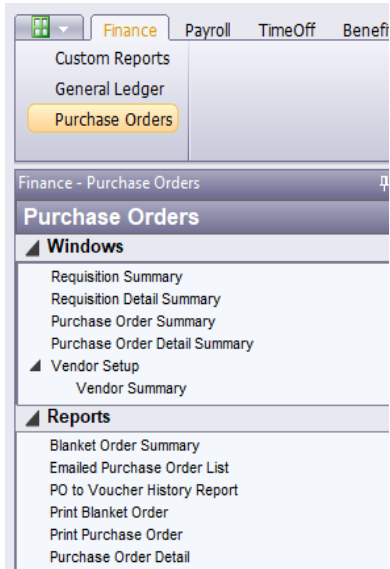 Finance Payroll TimeOff Benefi
Custom Reports
General Ledger
Purchase Orders
Finance - Purchase Orders
Purchase Orders
Windows
Requisition Summary
Requisition Detail Summary
Purchase Order Summary
Purchase Order Detail Summary
Vendor Setup
Vendor Summary
Reports
Blanket Order Summary
Emailed Purchase Order List
PO to Voucher History Report
Print Blanket Order
Print Purchase Order
Purchase Order Detail